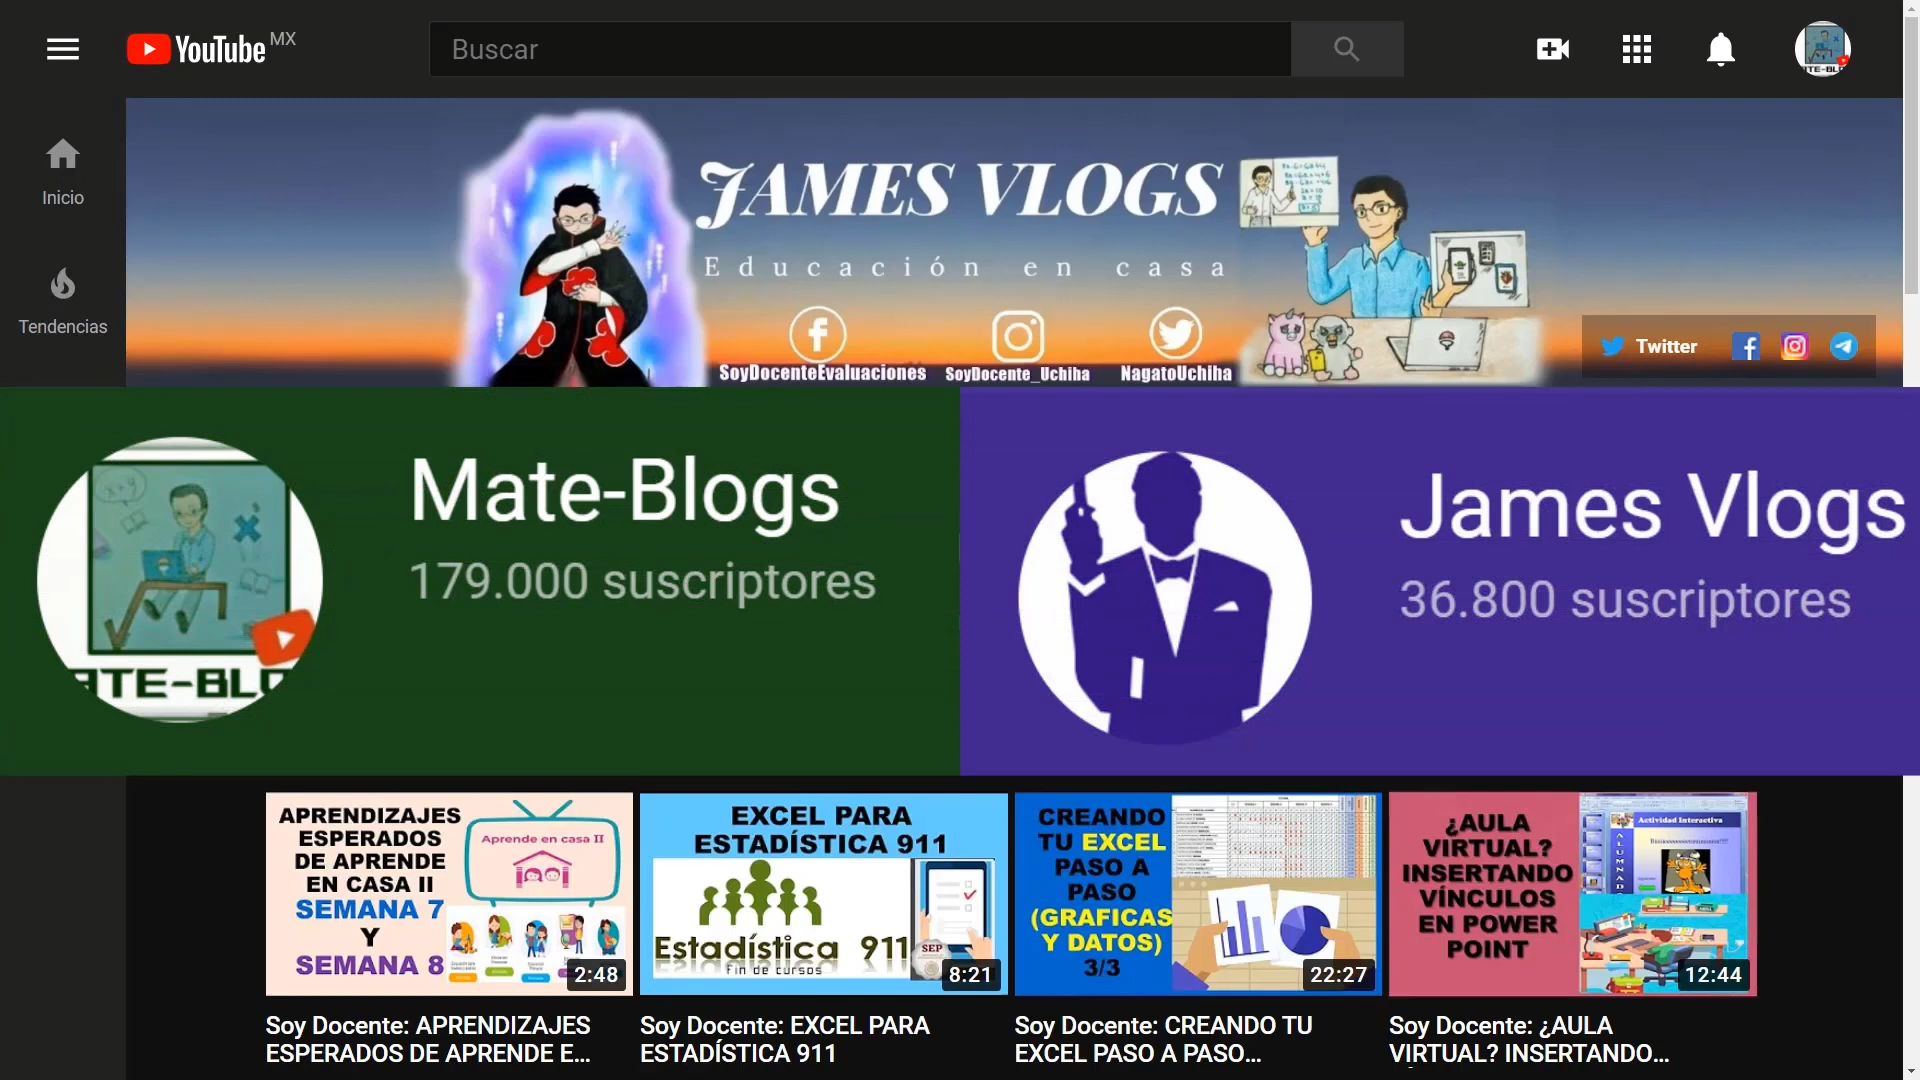 YouTube MX
Buscar
Inicio
Tendencias
JAMES VLOGS
Educación en casa
SoyDocenteEvaluaciones
SoyDocente_Uchiha
NagatoUchiha
Twitter
Mate-Blogs
179.000 suscriptores
James Vlogs
36.800 suscriptores
APRENDIZAJES
ESPERADOS
DE APRENDE
EN CASA II
SEMANA 7
Y
SEMANA 8
Aprende en casa II
2:48
EXCEL PARA
ESTADÍSTICA 911
Estadística 911
Fin de cursos
SEP
8:21
CREANDO
TU EXCEL
PASO A
PASO
(GRAFICAS
Y DATOS)
3/3
22:27
¿AULA
VIRTUAL?
INSERTANDO
VÍNCULOS
EN POWER
POINT
Actividad Interactiva
ALUMNAD
12:44
Soy Docente: APRENDIZAJES
ESPERADOS DE APRENDE E...
Soy Docente: EXCEL PARA
ESTADÍSTICA 911
Soy Docente: CREANDO TU
EXCEL PASO A PASO...
Soy Docente: ¿AULA
VIRTUAL? INSERTANDO...